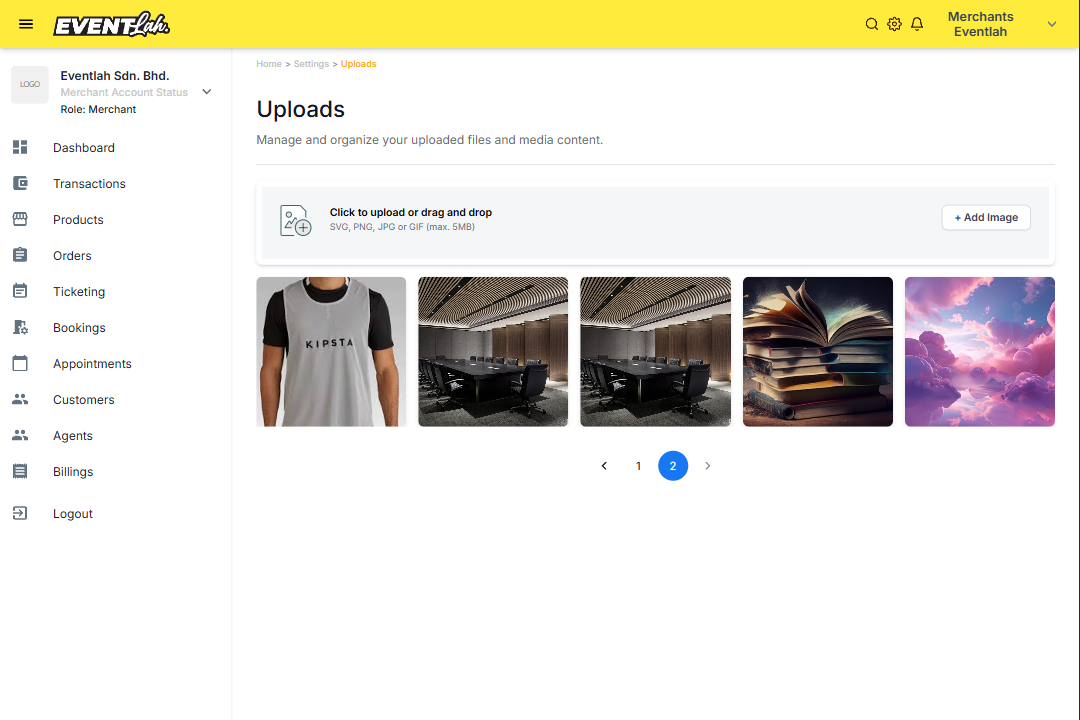 EVENTLah.
Merchants
Eventlah
LOGO
Eventlah Sdn. Bhd.
Merchant Account Status
Role: Merchant
Dashboard
Transactions
Products
Orders
Ticketing
Bookings
Appointments
Customers
Agents
Billings
Logout
Home > Settings > Uploads
Uploads
Manage and organize your uploaded files and media content.
Click to upload or drag and drop
SVG, PNG, JPG or GIF (max. 5MB)
+ Add Image
KIPSTA
1
2